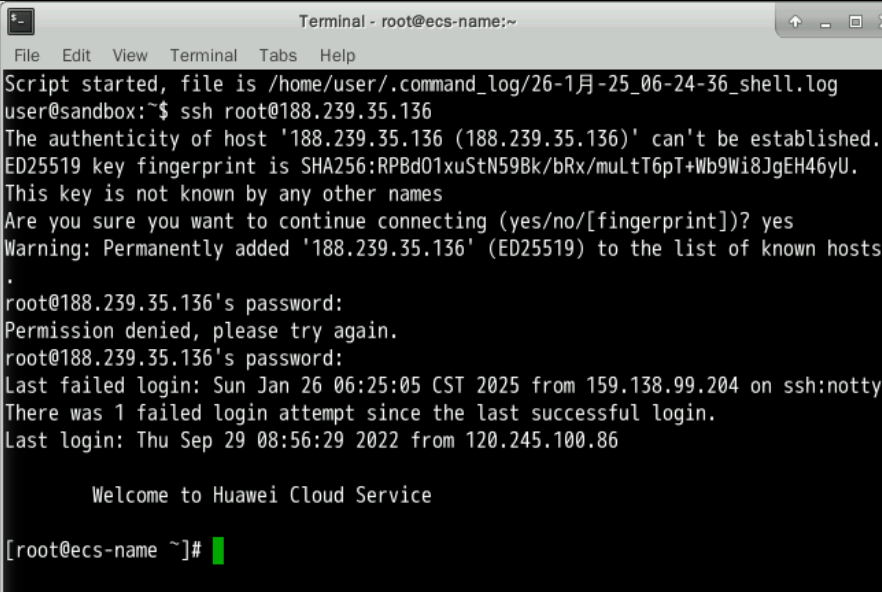 Terminal - root@ecs-name:~
File Edit View Terminal Tabs Help
Script started, file is /home/user/.command_log/26-1月-25_06-24-36_shell.log
user@sandbox:~$ ssh root@188.239.35.136
The authenticity of host '188.239.35.136 (188.239.35.136)' can't be established.
ED25519 key fingerprint is SHA256:RPBdO1xuStN59Bk/bRx/muLtT6pT+Wb9Wi8JgEH46yU.
This key is not known by any other names
Are you sure you want to continue connecting (yes/no/[fingerprint])? yes
Warning: Permanently added '188.239.35.136' (ED25519) to the list of known hosts
.
root@188.239.35.136's password:
Permission denied, please try again.
root@188.239.35.136's password:
Last failed login: Sun Jan 26 06:25:05 CST 2025 from 159.138.99.204 on ssh:notty
There was 1 failed login attempt since the last successful login.
Last login: Thu Sep 29 08:56:29 2022 from 120.245.100.86
Welcome to Huawei Cloud Service
[root@ecs-name ~]#